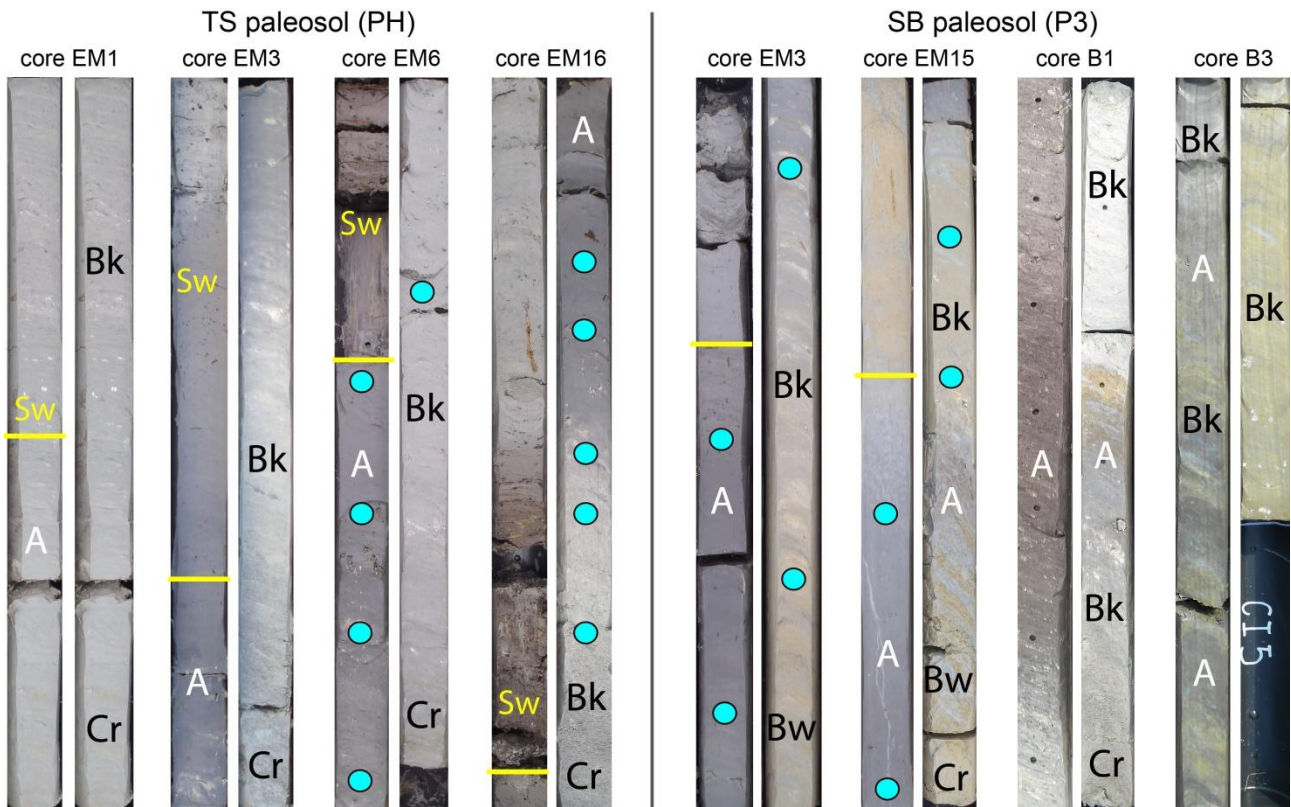 TS paleosol (PH)
SB paleosol (P3)
core EM1
core EM3
core EM6
core EM16
core EM3
core EM15
core B1
core B3
Sw
A
Bk
Cr
Sw
A
Bk
Cr
Sw
A
Bk
Cr
Sw
A
Bk
Cr
A
Bk
Bw
A
Bk
A
Bw
Cr
A
Bk
A
Bk
Cr
Bk
A
Bk
A
Bk
CI5